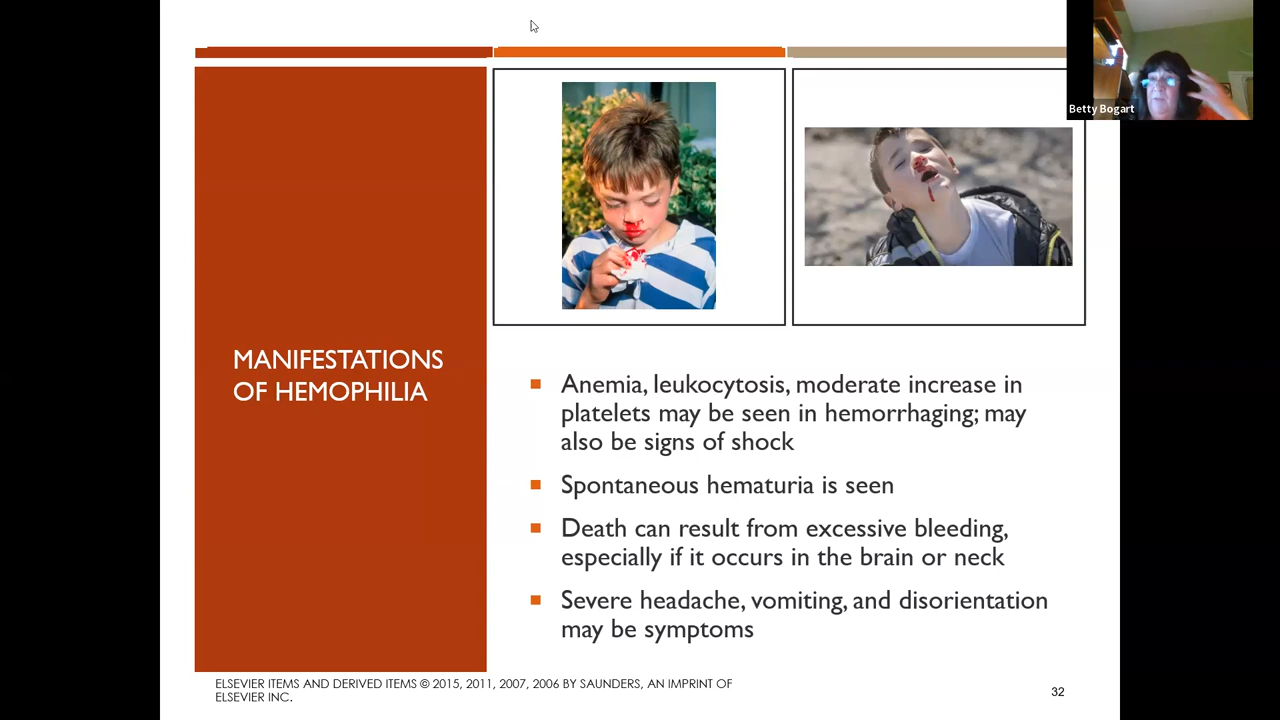 Betty Bogart
MANIFESTATIONS
OF HEMOPHILIA
Anemia, leukocytosis, moderate increase in
platelets may be seen in hemorrhaging; may
also be signs of shock
Spontaneous hematuria is seen
Death can result from excessive bleeding,
especially if it occurs in the brain or neck
Severe headache, vomiting, and disorientation
may be symptoms
ELSEVIER ITEMS AND DERIVED ITEMS © 2015, 2011, 2007, 2006 BY SAUNDERS, AN IMPRINT OF
ELSEVIER INC.
32